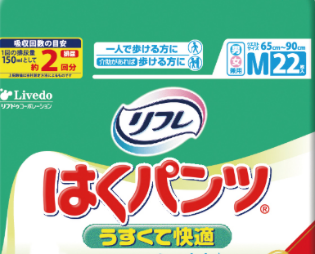 吸収回数の目安
1回の排尿量
150mlとして
約2回分
一人で歩ける方に
介助があれば 歩ける方に
男女兼用
65cm〜90cm
M22枚入
Livedo
リブドゥコーポレーション
リフレ
はくパンツ®
うすくて快適